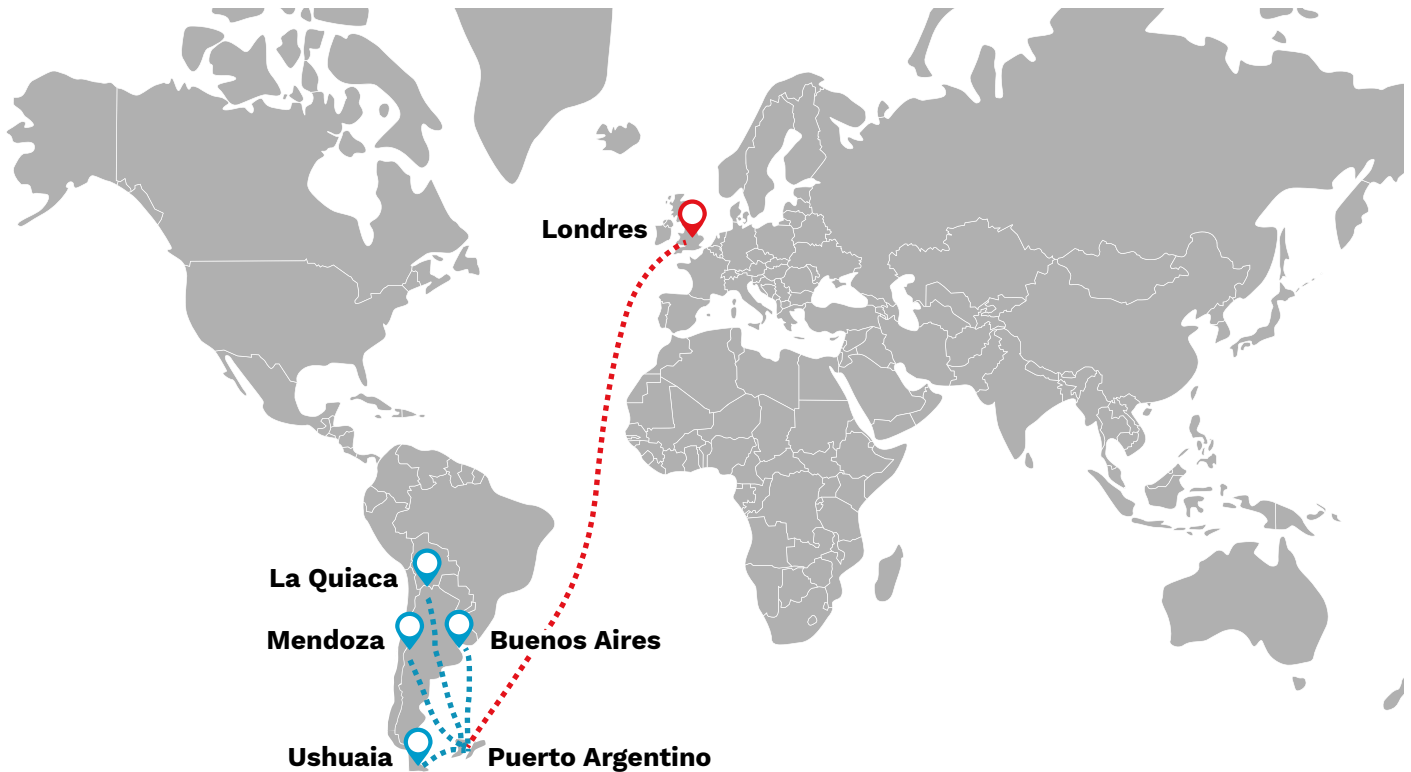 Londres
La Quiaca
Mendoza
Buenos Aires
Ushuaia
Puerto Argentino